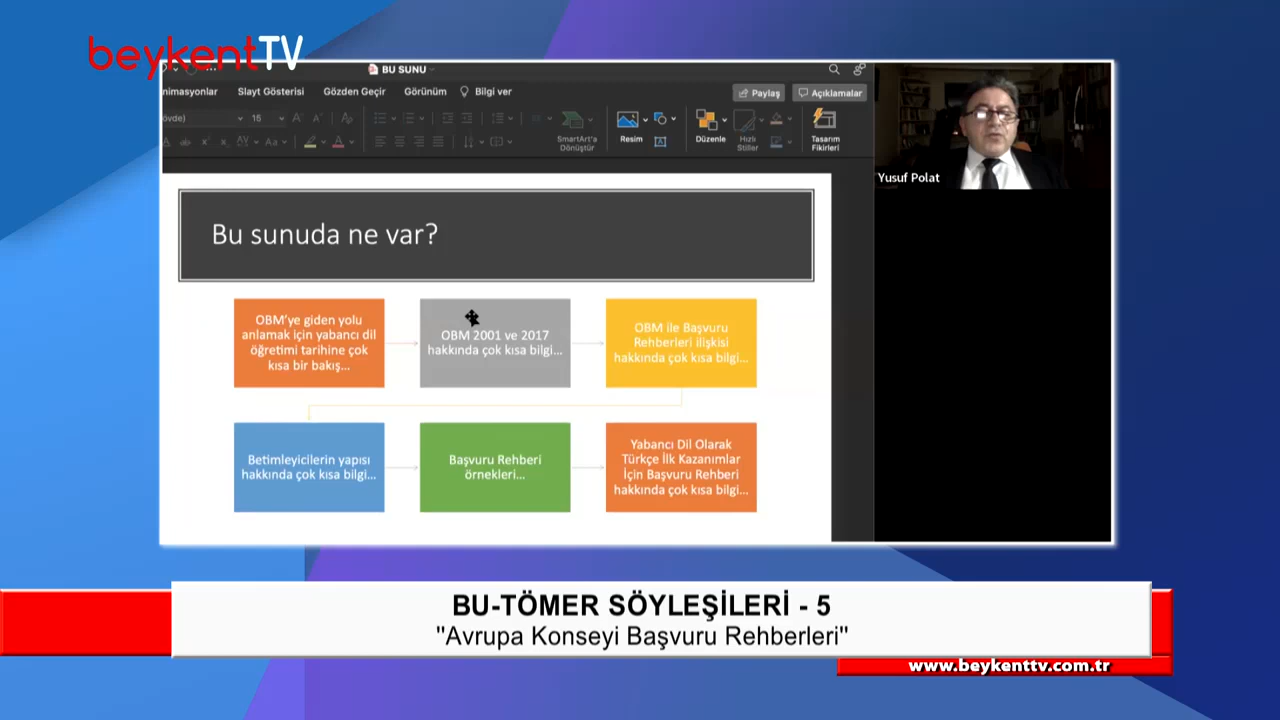 beykentTV
BU SUNU
nimasyonlar Slayt Gösterisi Gözden Geçir Görünüm Bilgi ver Paylaş Açıklamalar
övde) 15
SmartArt'a
Dönüştür
Resim
Düzenle
Hızlı
Stiller
Tasarım
Fikirleri
Yusuf Polat
Bu sunuda ne var?
OBM'ye giden yolu
anlamak için yabancı dil
öğretimi tarihine çok
kısa bir bakış...
OBM 2001 ve 2017
hakkında çok kısa bilgi...
OBM ile Başvuru
Rehberleri ilişkisi
hakkında çok kısa bilgi...
Betimleyicilerin yapısı
hakkında çok kısa bilgi...
Başvuru Rehberi
örnekleri...
Yabancı Dil Olarak
Türkçe İlk Kazanımlar
İçin Başvuru Rehberi
hakkında çok kısa bilgi...
BU-TÖMER SÖYLEŞİLERİ - 5
"Avrupa Konseyi Başvuru Rehberleri"
www.beykenttv.com.tr